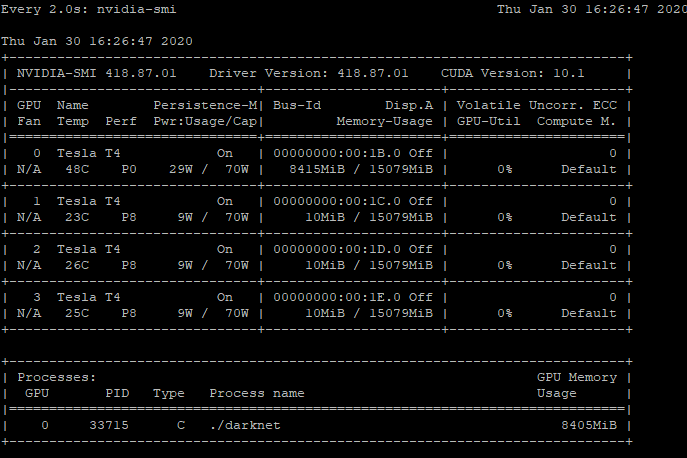 Every 2.0s: nvidia-smi                                        Thu Jan 30 16:26:47 2020

Thu Jan 30 16:26:47 2020
+-----------------------------------------------------------------------------+
| NVIDIA-SMI 418.87.01    Driver Version: 418.87.01    CUDA Version: 10.1     |
|-------------------------------+----------------------+----------------------+
| GPU  Name        Persistence-M| Bus-Id        Disp.A | Volatile Uncorr. ECC |
| Fan  Temp  Perf  Pwr:Usage/Cap|         Memory-Usage | GPU-Util  Compute M. |
|===============================+======================+======================|
|   0  Tesla T4            On   | 00000000:00:1B.0 Off |                    0 |
| N/A   48C    P0    29W /  70W |   8415MiB / 15079MiB |      0%      Default |
+-------------------------------+----------------------+----------------------+
|   1  Tesla T4            On   | 00000000:00:1C.0 Off |                    0 |
| N/A   23C    P8     9W /  70W |     10MiB / 15079MiB |      0%      Default |
+-------------------------------+----------------------+----------------------+
|   2  Tesla T4            On   | 00000000:00:1D.0 Off |                    0 |
| N/A   26C    P8     9W /  70W |     10MiB / 15079MiB |      0%      Default |
+-------------------------------+----------------------+----------------------+
|   3  Tesla T4            On   | 00000000:00:1E.0 Off |                    0 |
| N/A   25C    P8     9W /  70W |     10MiB / 15079MiB |      0%      Default |
+-------------------------------+----------------------+----------------------+

+-----------------------------------------------------------------------------+
| Processes:                                                       GPU Memory |
|  GPU       PID   Type   Process name                             Usage      |
|=============================================================================|
|    0     33715      C   ./darknet                                   8405MiB |
+-----------------------------------------------------------------------------+